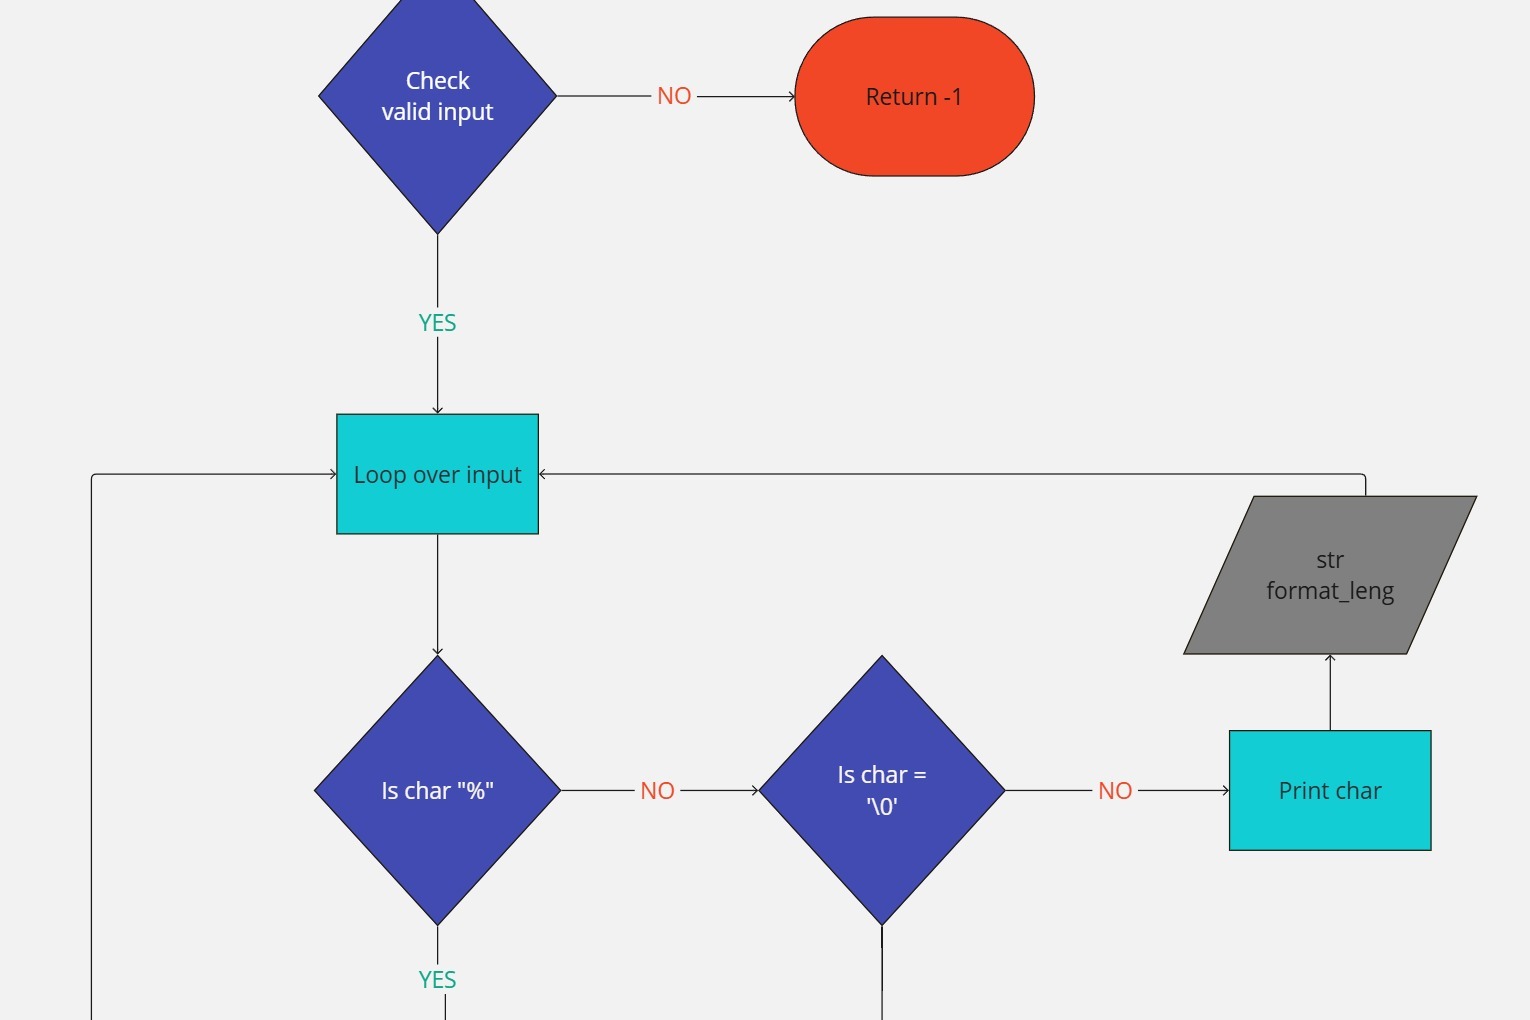 Check
valid input
NO
Return -1
YES
Loop over input
str
format_leng
Is char "%"
NO
Is char =
'\0'
NO
Print char
YES